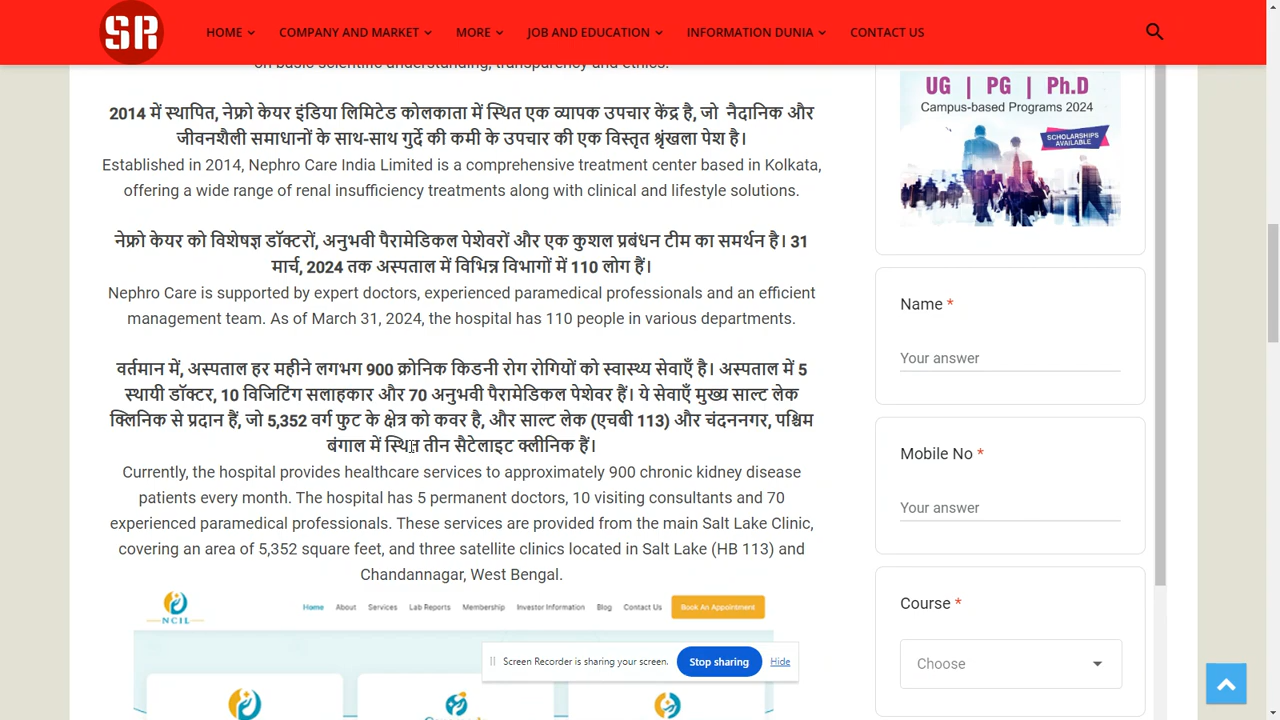 SR
HOME
COMPANY AND MARKET
MORE
JOB AND EDUCATION
INFORMATION DUNIA
CONTACT US
on basic scientific understanding, transparency and ethics.
2014 में स्थापित, नेफ्रो केयर इंडिया लिमिटेड कोलकाता में स्थित एक व्यापक उपचार केंद्र है, जो नैदानिक और
जीवनशैली समाधानों के साथ-साथ गुर्दे की कमी के उपचार की एक विस्तृत श्रृंखला पेश है।
Established in 2014, Nephro Care India Limited is a comprehensive treatment center based in Kolkata,
offering a wide range of renal insufficiency treatments along with clinical and lifestyle solutions.
नेफ्रो केयर को विशेषज्ञ डॉक्टरों, अनुभवी पैरामेडिकल पेशेवरों और एक कुशल प्रबंधन टीम का समर्थन है। 31
मार्च, 2024 तक अस्पताल में विभिन्न विभागों में 110 लोग हैं।
Nephro Care is supported by expert doctors, experienced paramedical professionals and an efficient
management team. As of March 31, 2024, the hospital has 110 people in various departments.
वर्तमान में, अस्पताल हर महीने लगभग 900 क्रोनिक किडनी रोग रोगियों को स्वास्थ्य सेवाएँ है। अस्पताल में 5
स्थायी डॉक्टर, 10 विजिटिंग सलाहकार और 70 अनुभवी पैरामेडिकल पेशेवर हैं। ये सेवाएँ मुख्य साल्ट लेक
क्लिनिक से प्रदान हैं, जो 5,352 वर्ग फुट के क्षेत्र को कवर है, और साल्ट लेक (एचबी 113) और चंदननगर, पश्चिम
बंगाल में स्थित तीन सैटेलाइट क्लीनिक हैं।
Currently, the hospital provides healthcare services to approximately 900 chronic kidney disease
patients every month. The hospital has 5 permanent doctors, 10 visiting consultants and 70
experienced paramedical professionals. These services are provided from the main Salt Lake Clinic,
covering an area of 5,352 square feet, and three satellite clinics located in Salt Lake (HB 113) and
Chandannagar, West Bengal.
NCIL
Home
About
Services
Lab Reports
Membership
Investor Information
Blog
Contact Us
Book An Appointment
Screen Recorder is sharing your screen.
Stop sharing
Hide
UG | PG | Ph.D
Campus-based Programs 2024
SCHOLARSHIPS
AVAILABLE
Name *
Your answer
Mobile No *
Your answer
Course *
Choose